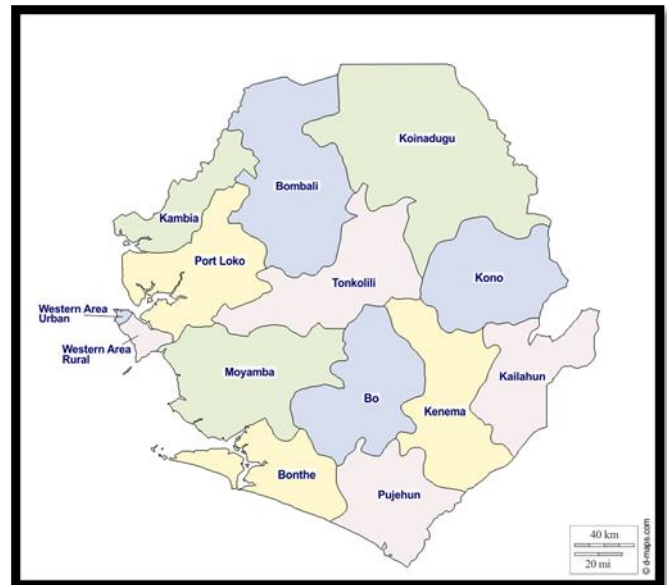 Koinadugu
Bombali
Kambia
Port Loko
Kono
Tonkolili
Western Area
Urban
Western Area
Rural
Moyamba
Kailahun
Bo
Kenema
Bonthe
Pujehun
40 km
20 mi
© d-maps.com